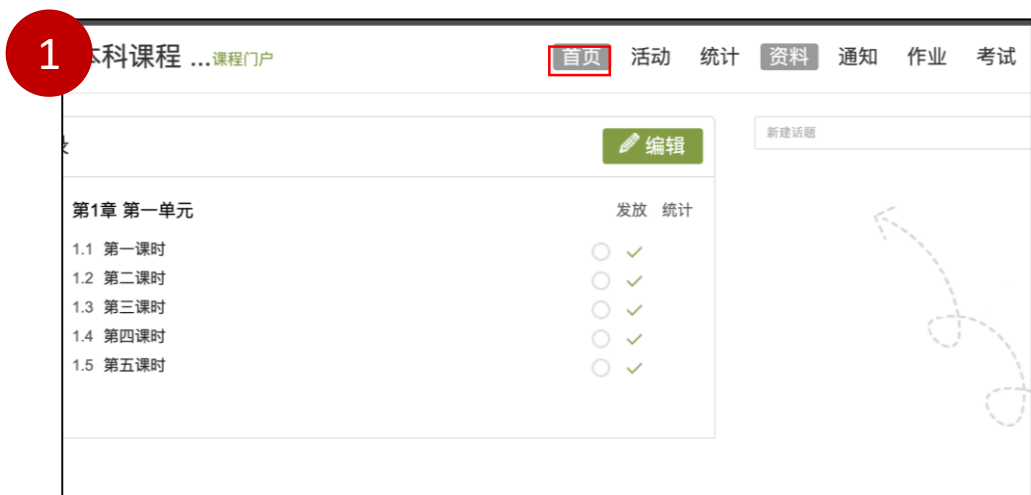 1
本科课程 ...课程门户
首页 活动 统计 资料 通知 作业 考试
编辑
新建话题
第1章 第一单元 发放 统计
1.1 第一课时
1.2 第二课时
1.3 第三课时
1.4 第四课时
1.5 第五课时